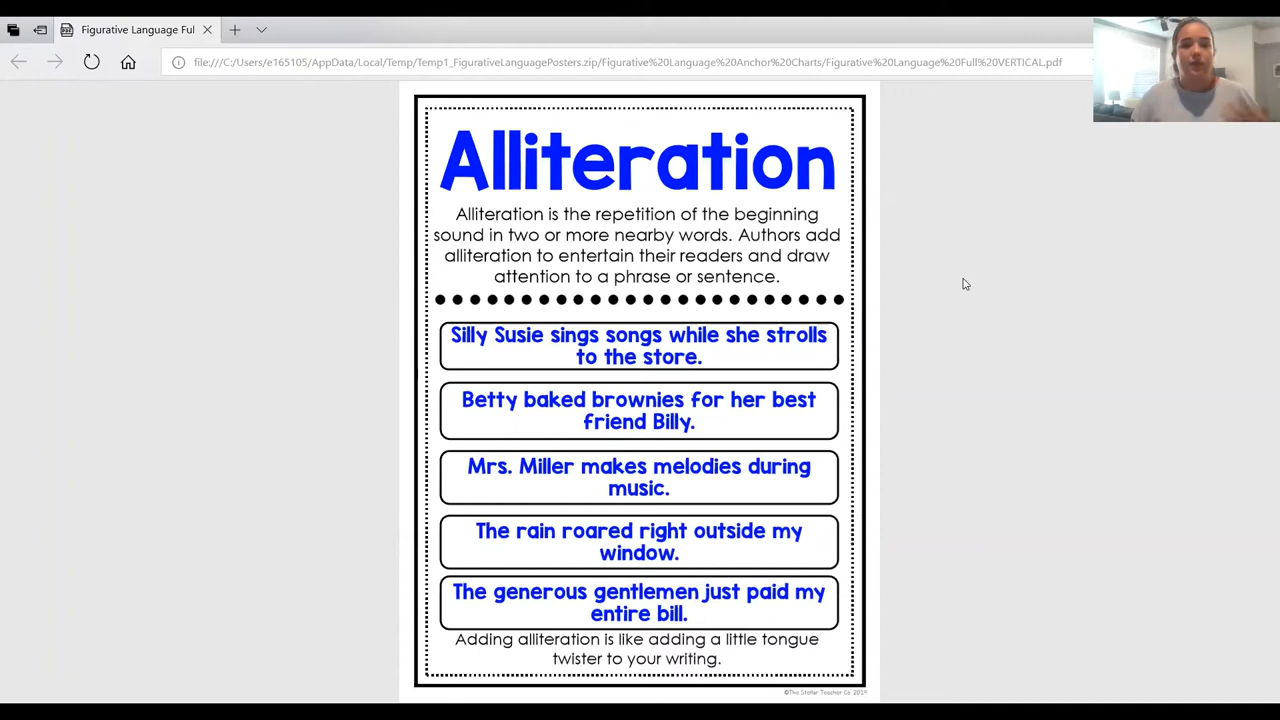 Figurative Language Ful
file:///C:/Users/e165105/AppData/Local/Temp/Temp1_FigurativeLanguagePosters.zip/Figurative%20Language%20Anchor%20Charts/Figurative%20Language%20Full%20VERTICAL.pdf
Alliteration
Alliteration is the repetition of the beginning
sound in two or more nearby words. Authors add
alliteration to entertain their readers and draw
attention to a phrase or sentence.
Silly Susie sings songs while she strolls
to the store.
Betty baked brownies for her best
friend Billy.
Mrs. Miller makes melodies during
music.
The rain roared right outside my
window.
The generous gentlemen just paid my
entire bill.
Adding alliteration is like adding a little tongue
twister to your writing.
©The Stellar Teacher Co. 2019